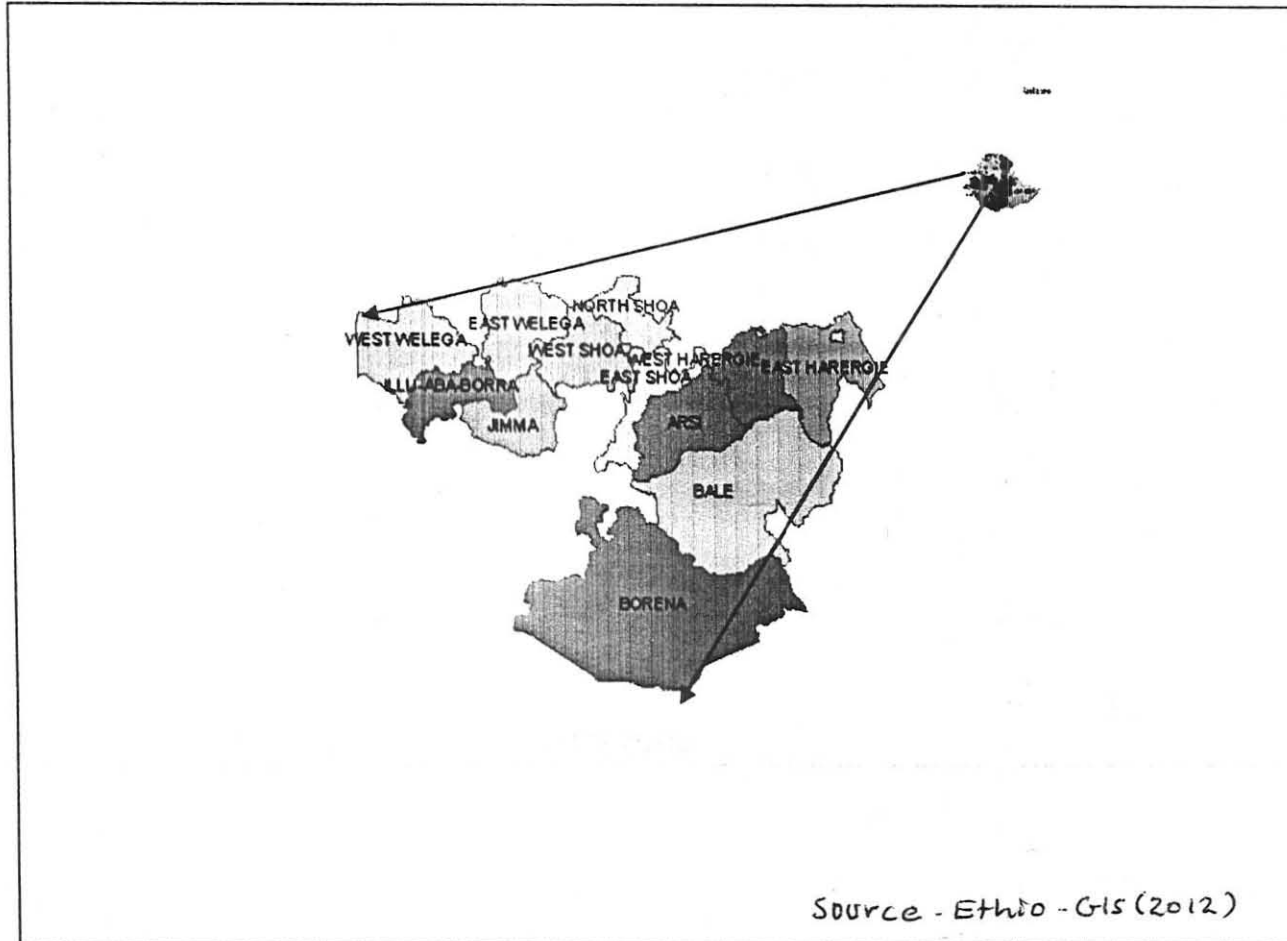 NORTH SHOA
EAST WELEGA
WEST WELEGA
WEST SHOA
WEST HARERGIE
EAST HARERGIE
EAST SHOA
ILLU-ABA-BORRA
JIMMA
ARSI
BALE
BORENA
Source - Ethio - GIS (2012)